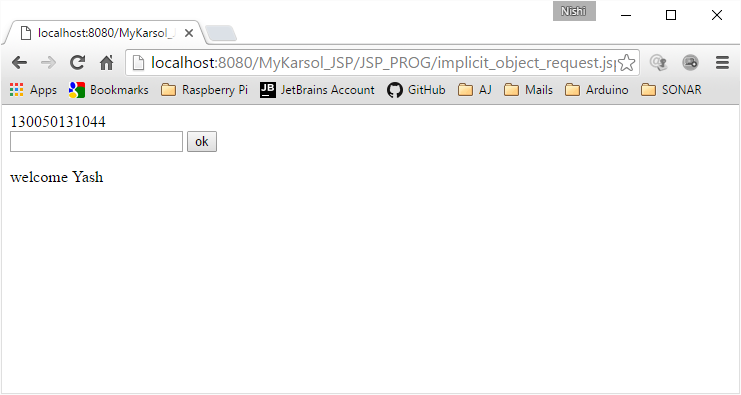 Nishi
localhost:8080/MyKarsol_J
localhost:8080/MyKarsol_JSP/JSP_PROG/implicit_object_request.jsp
Apps Bookmarks Raspberry Pi JB JetBrains Account GitHub AJ Mails Arduino SONAR
130050131044
ok
welcome Yash